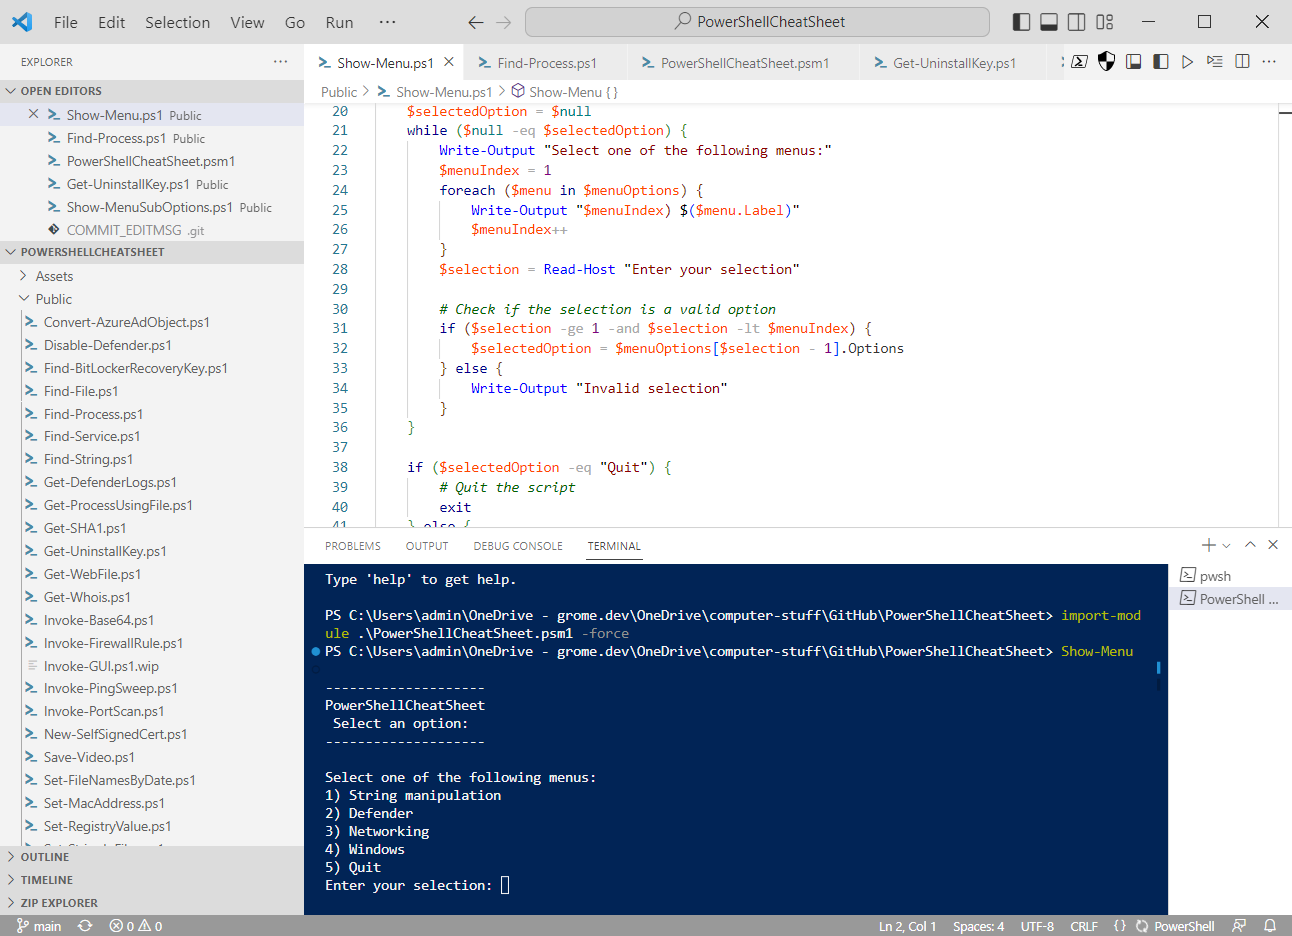 File Edit Selection View Go Run ··· PowerShellCheatSheet
EXPLORER ···
OPEN EDITORS
Show-Menu.ps1 Public
Find-Process.ps1 Public
PowerShellCheatSheet.psm1
Get-UninstallKey.ps1 Public
Show-MenuSubOptions.ps1 Public
COMMIT_EDITMSG .git
POWERSHELLCHEATSHEET
Assets
Public
Convert-AzureAdObject.ps1
Disable-Defender.ps1
Find-BitLockerRecoveryKey.ps1
Find-File.ps1
Find-Process.ps1
Find-Service.ps1
Find-String.ps1
Get-DefenderLogs.ps1
Get-ProcessUsingFile.ps1
Get-SHA1.ps1
Get-UninstallKey.ps1
Get-WebFile.ps1
Get-Whois.ps1
Invoke-Base64.ps1
Invoke-FirewallRule.ps1
Invoke-GUI.ps1.wip
Invoke-PingSweep.ps1
Invoke-PortScan.ps1
New-SelfSignedCert.ps1
Save-Video.ps1
Set-FileNamesByDate.ps1
Set-MacAddress.ps1
Set-RegistryValue.ps1
OUTLINE
TIMELINE
ZIP EXPLORER
Show-Menu.ps1 Find-Process.ps1 PowerShellCheatSheet.psm1 Get-UninstallKey.ps1
Public > Show-Menu.ps1 > Show-Menu { }
20 $selectedOption = $null
21 while ($null -eq $selectedOption) {
22 Write-Output "Select one of the following menus:"
23 $menuIndex = 1
24 foreach ($menu in $menuOptions) {
25 Write-Output "$menuIndex) $($menu.Label)"
26 $menuIndex++
27 }
28 $selection = Read-Host "Enter your selection"
29
30 # Check if the selection is a valid option
31 if ($selection -ge 1 -and $selection -lt $menuIndex) {
32 $selectedOption = $menuOptions[$selection - 1].Options
33 } else {
34 Write-Output "Invalid selection"
35 }
36 }
37
38 if ($selectedOption -eq "Quit") {
39 # Quit the script
40 exit
41 } else {
PROBLEMS OUTPUT DEBUG CONSOLE TERMINAL
Type 'help' to get help.
PS C:\Users\admin\OneDrive - grome.dev\OneDrive\computer-stuff\GitHub\PowerShellCheatSheet> import-mod
ule .\PowerShellCheatSheet.psm1 -force
PS C:\Users\admin\OneDrive - grome.dev\OneDrive\computer-stuff\GitHub\PowerShellCheatSheet> Show-Menu
--------------------
PowerShellCheatSheet
Select an option:
--------------------
Select one of the following menus:
1) String manipulation
2) Defender
3) Networking
4) Windows
5) Quit
Enter your selection:
pwsh
PowerShell ...
main 0 0 Ln 2, Col 1 Spaces: 4 UTF-8 CRLF { } PowerShell